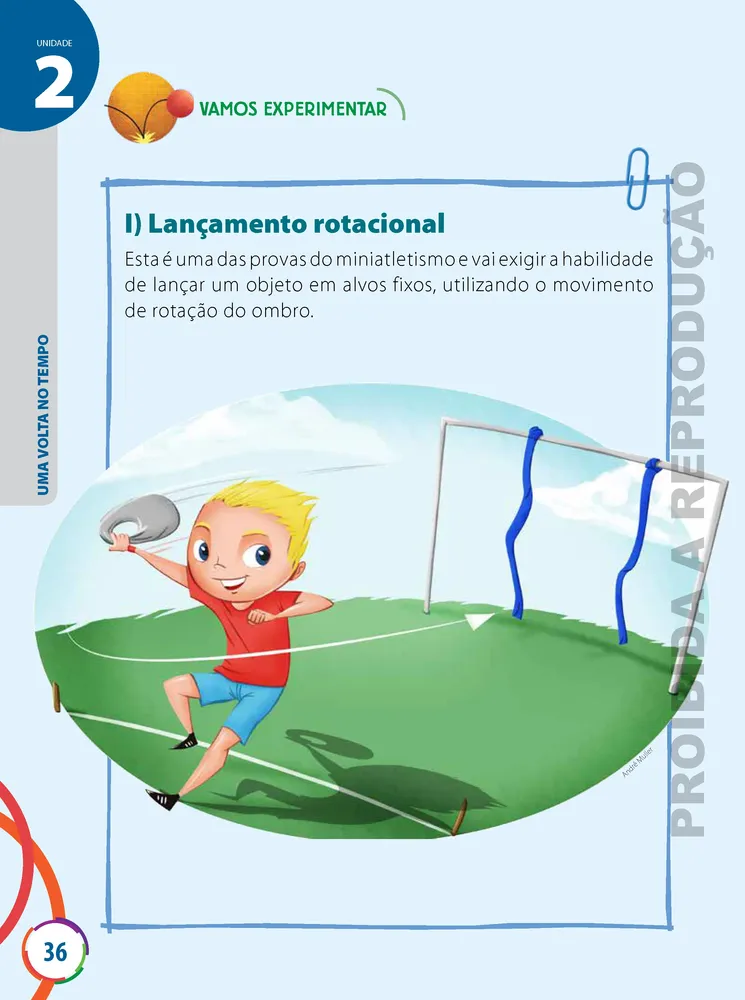 UNIDADE
2
VAMOS EXPERIMENTAR
I) Lançamento rotacional
Esta é uma das provas do miniatletismo e vai exigir a habilidade
de lançar um objeto em alvos fixos, utilizando o movimento
de rotação do ombro.
UMA VOLTA NO TEMPO
André Muller
PROIBIDA A REPRODUÇÃO
36